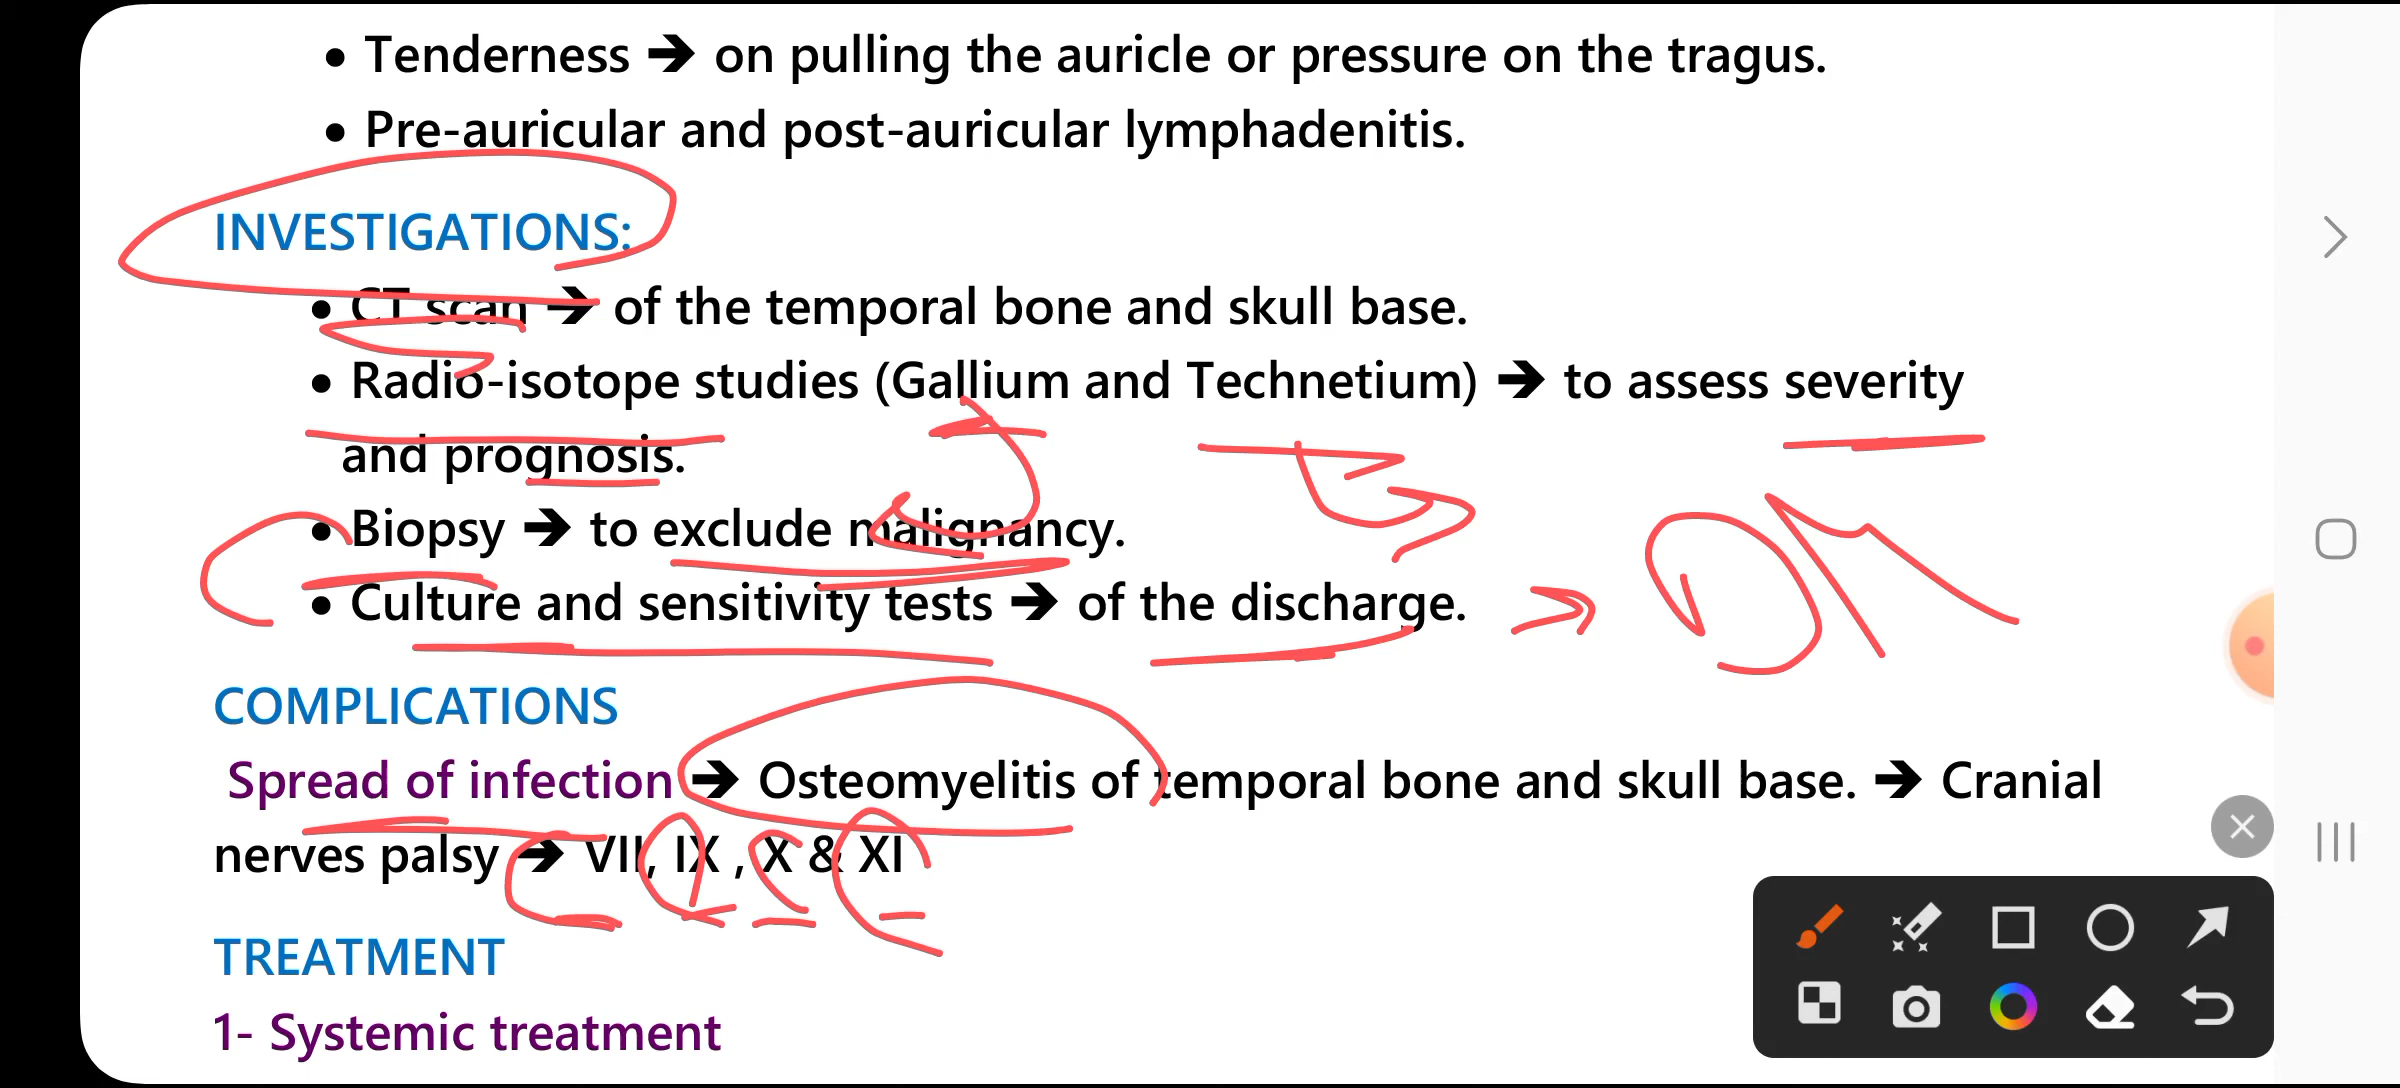 • Tenderness ➔ on pulling the auricle or pressure on the tragus.
• Pre-auricular and post-auricular lymphadenitis.
INVESTIGATIONS:
• CT scan ➔ of the temporal bone and skull base.
• Radio-isotope studies (Gallium and Technetium) ➔ to assess severity
and prognosis.
• Biopsy ➔ to exclude malignancy.
• Culture and sensitivity tests ➔ of the discharge.
DM
COMPLICATIONS
Spread of infection ➔ Osteomyelitis of temporal bone and skull base. ➔ Cranial
nerves palsy ➔ VII, IX , X & XI
TREATMENT
1- Systemic treatment